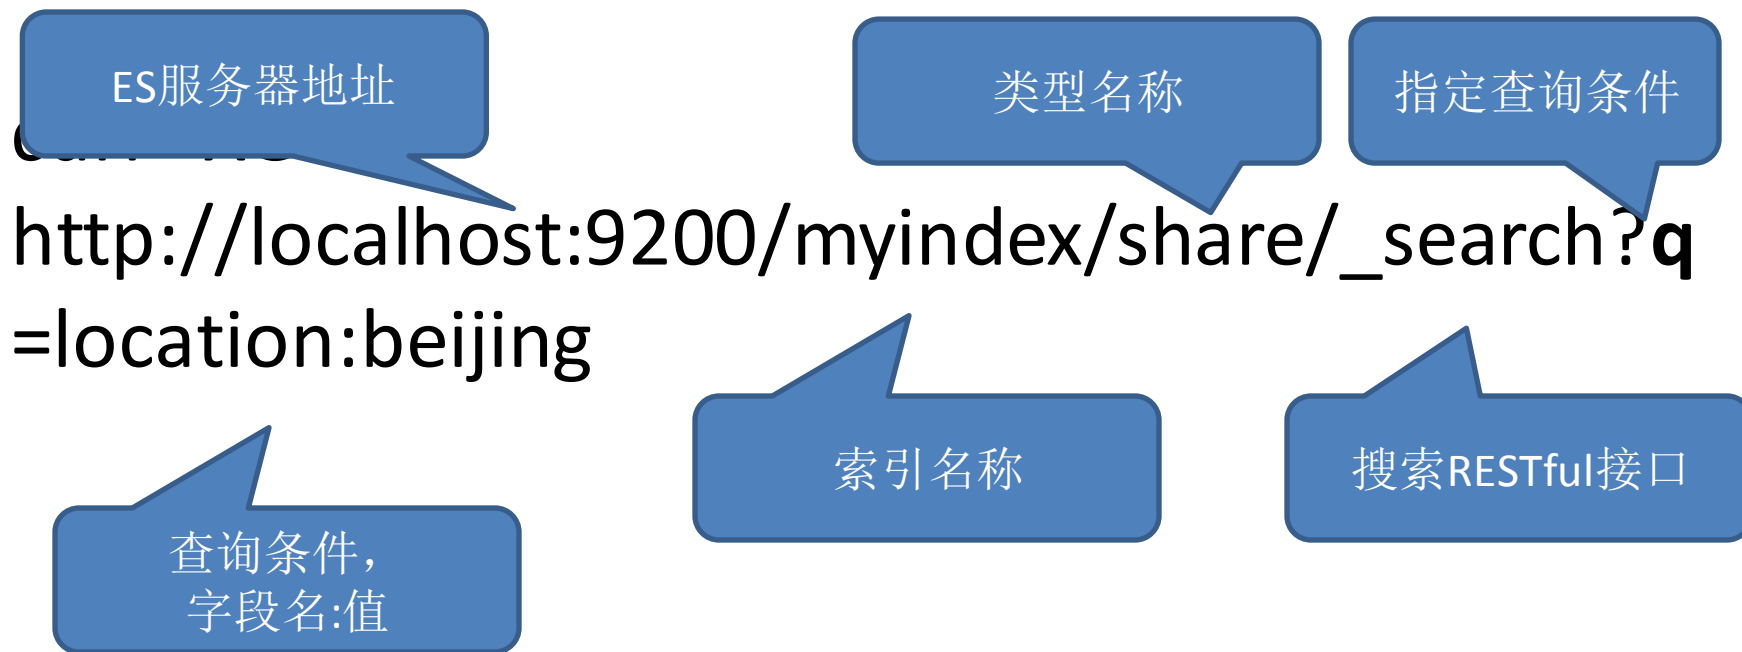 ES服务器地址
类型名称
指定查询条件
http://localhost:9200/myindex/share/_search?q
=location:beijing
索引名称
搜索RESTful接口
查询条件，
字段名:值